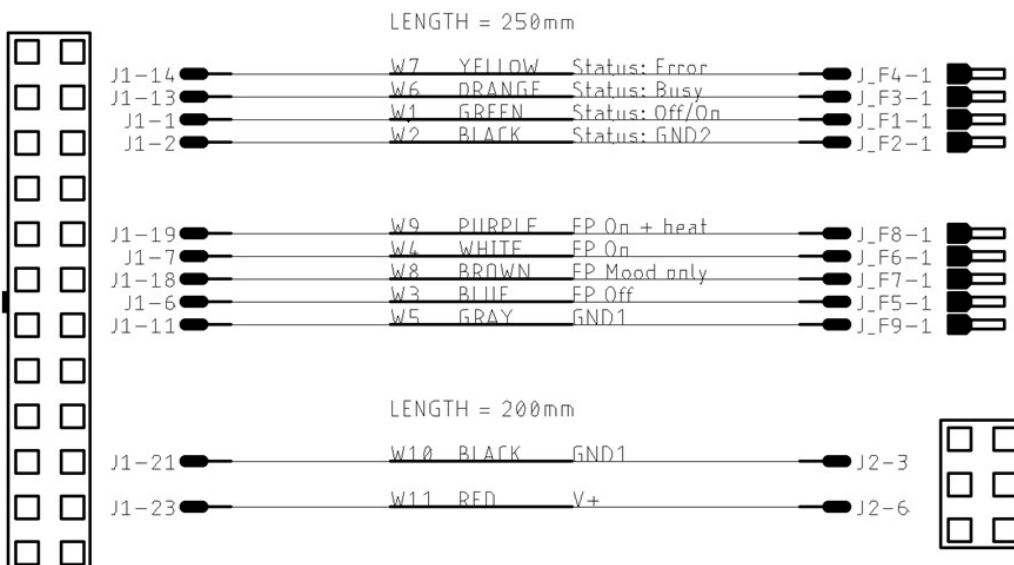 LENGTH = 250mm
J1-14 W7 YELLOW Status: Error J_F4-1
J1-13 W6 ORANGE Status: Busy J_F3-1
J1-1 W1 GREEN Status: Off/On J_F1-1
J1-2 W2 BLACK Status: GND2 J_F2-1
J1-19 W9 PURPLE FP On + heat J_F8-1
J1-7 W4 WHITE FP On J_F6-1
J1-18 W8 BROWN FP Mood only J_F7-1
J1-6 W3 BLUE FP Off J_F5-1
J1-11 W5 GRAY GND1 J_F9-1
LENGTH = 200mm
J1-21 W10 BLACK GND1 J2-3
J1-23 W11 RED V+ J2-6